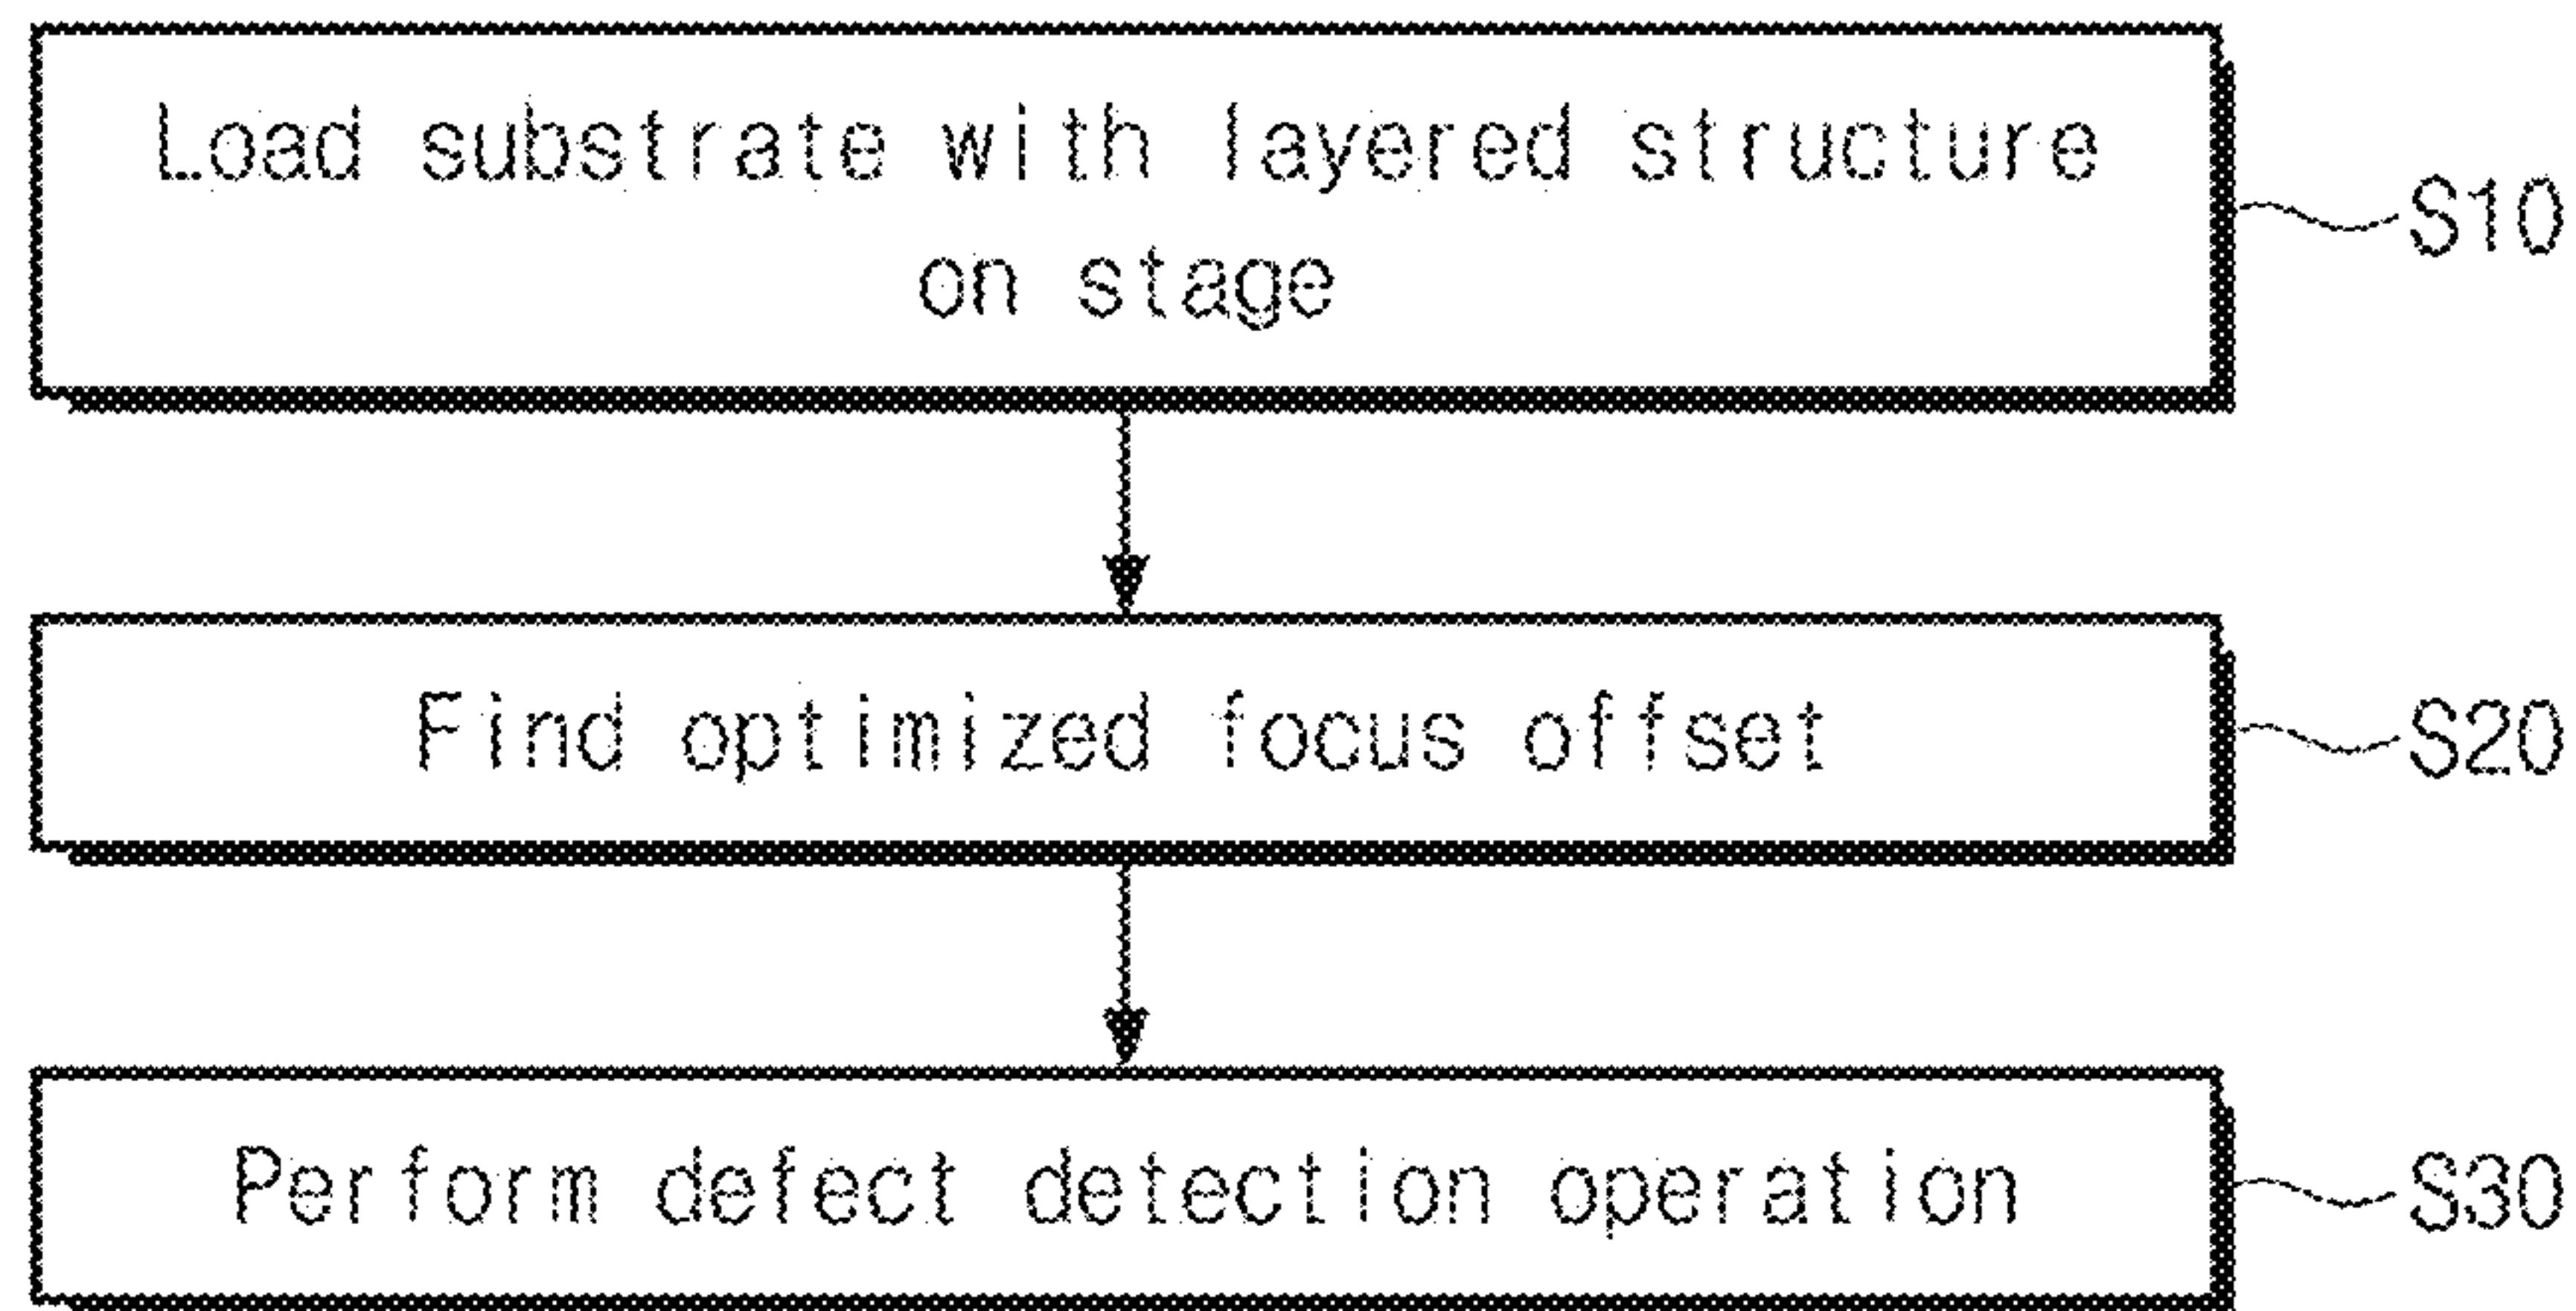 Load substrate with layered structure
on stage
S10
Find optimized focus offset
S20
Perform defect detection operation
S30